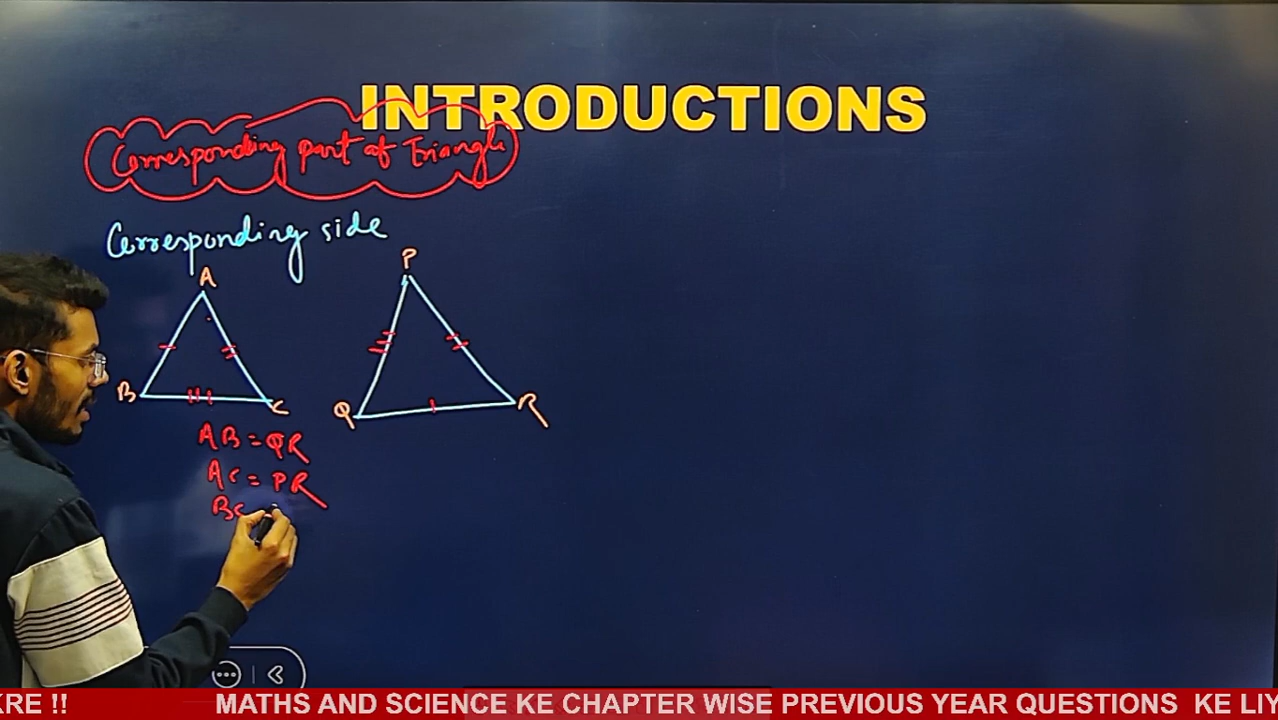 INTRODUCTIONS
Corresponding part of Triangle
Corresponding side
A
P
B
C
Q
R
AB = QR
AC = PR
BC
KRE !! MATHS AND SCIENCE KE CHAPTER WISE PREVIOUS YEAR QUESTIONS KE LIY